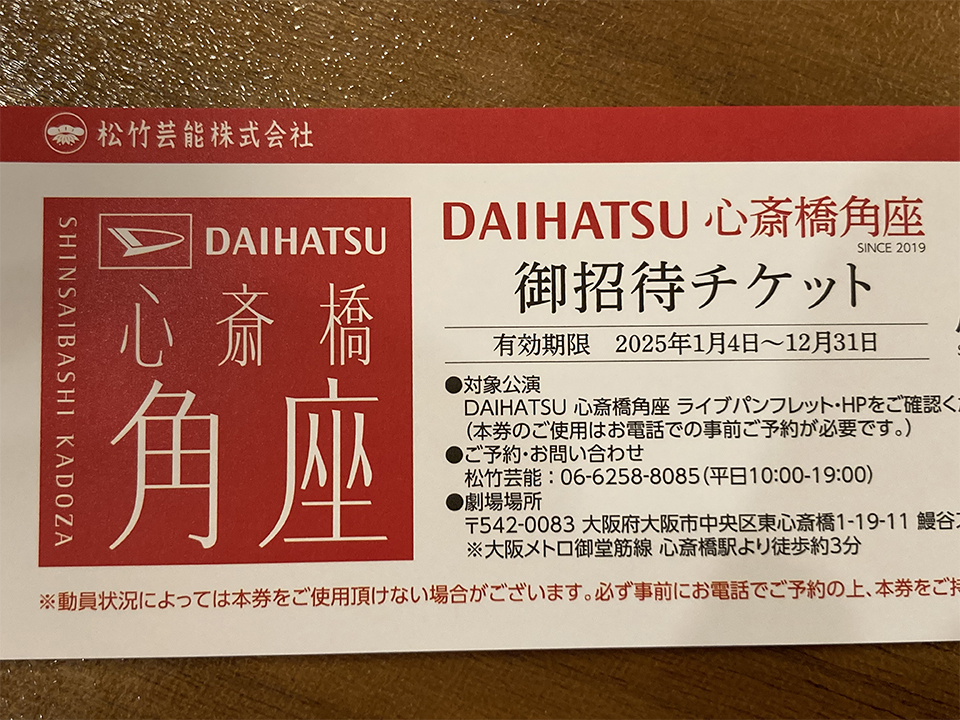 松竹芸能株式会社
SHINSAIBASHI KADOZA
DAIHATSU
心斎橋
角座
DAIHATSU 心斎橋角座
SINCE 2019
御招待チケット
有効期限 2025年1月4日～12月31日
●対象公演
DAIHATSU 心斎橋角座 ライブパンフレット・HPをご確認く
(本券のご使用はお電話での事前ご予約が必要です。)
●ご予約・お問い合わせ
松竹芸能：06-6258-8085(平日10:00-19:00)
●劇場場所
〒542-0083 大阪府大阪市中央区東心斎橋1-19-11 鰻谷
※大阪メトロ御堂筋線 心斎橋駅より徒歩約3分
※動員状況によっては本券をご使用頂けない場合がございます。必ず事前にお電話でご予約の上、本券をご持